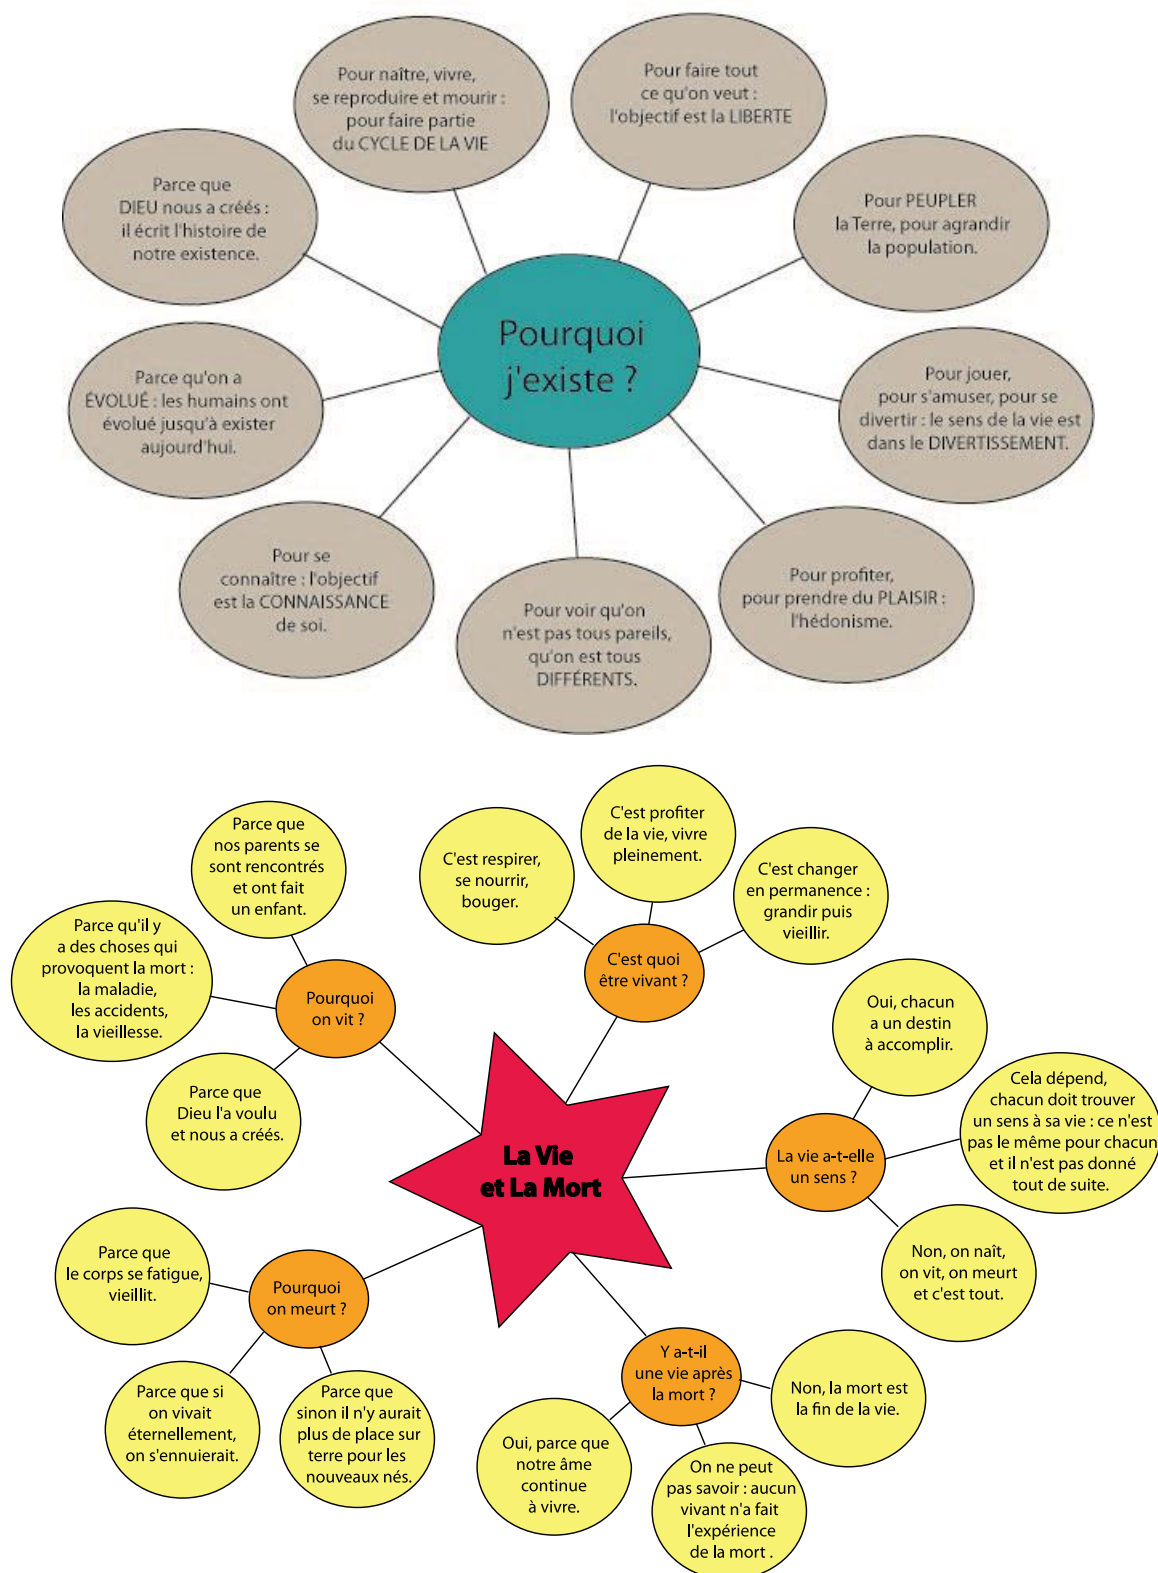 Pour naître, vivre,
se reproduire et mourir :
pour faire partie
du CYCLE DE LA VIE
Pour faire tout
ce qu'on veut :
l'objectif est la LIBERTE
Parce que
DIEU nous a créés :
il écrit l'histoire de
notre existence.
Pour PEUPLER
la Terre, pour agrandir
la population.
Pourquoi
j'existe ?
Parce qu'on a
ÉVOLUÉ : les humains ont
évolué jusqu'à exister
aujourd'hui.
Pour jouer,
pour s'amuser, pour se
divertir : le sens de la vie est
dans le DIVERTISSEMENT.
Pour se
connaître : l'objectif
est la CONNAISSANCE
de soi.
Pour voir qu'on
n'est pas tous pareils,
qu'on est tous
DIFFÉRENTS.
Pour profiter,
pour prendre du PLAISIR :
l'hédonisme.
La Vie
et La Mort
Pourquoi
on vit ?
Parce que
nos parents se
sont rencontrés
et ont fait
un enfant.
Parce qu'il y
a des choses qui
provoquent la mort :
la maladie,
les accidents,
la vieillesse.
Parce que
Dieu l'a voulu
et nous a créés.
C'est quoi
être vivant ?
C'est respirer,
se nourrir,
bouger.
C'est profiter
de la vie, vivre
pleinement.
C'est changer
en permanence :
grandir puis
vieillir.
La vie a-t-elle
un sens ?
Oui, chacun
a un destin
à accomplir.
Cela dépend,
chacun doit trouver
un sens à sa vie : ce n'est
pas le même pour chacun
et il n'est pas donné
tout de suite.
Non, on naît,
on vit, on meurt
et c'est tout.
Pourquoi
on meurt ?
Parce que
le corps se fatigue,
vieillit.
Parce que si
on vivait
éternellement,
on s'ennuierait.
Parce que
sinon il n'y aurait
plus de place sur
terre pour les
nouveaux nés.
Y a-t-il
une vie après
la mort ?
Non, la mort est
la fin de la vie.
Oui, parce que
notre âme
continue
à vivre.
On ne peut
pas savoir : aucun
vivant n'a fait
l'expérience
de la mort .